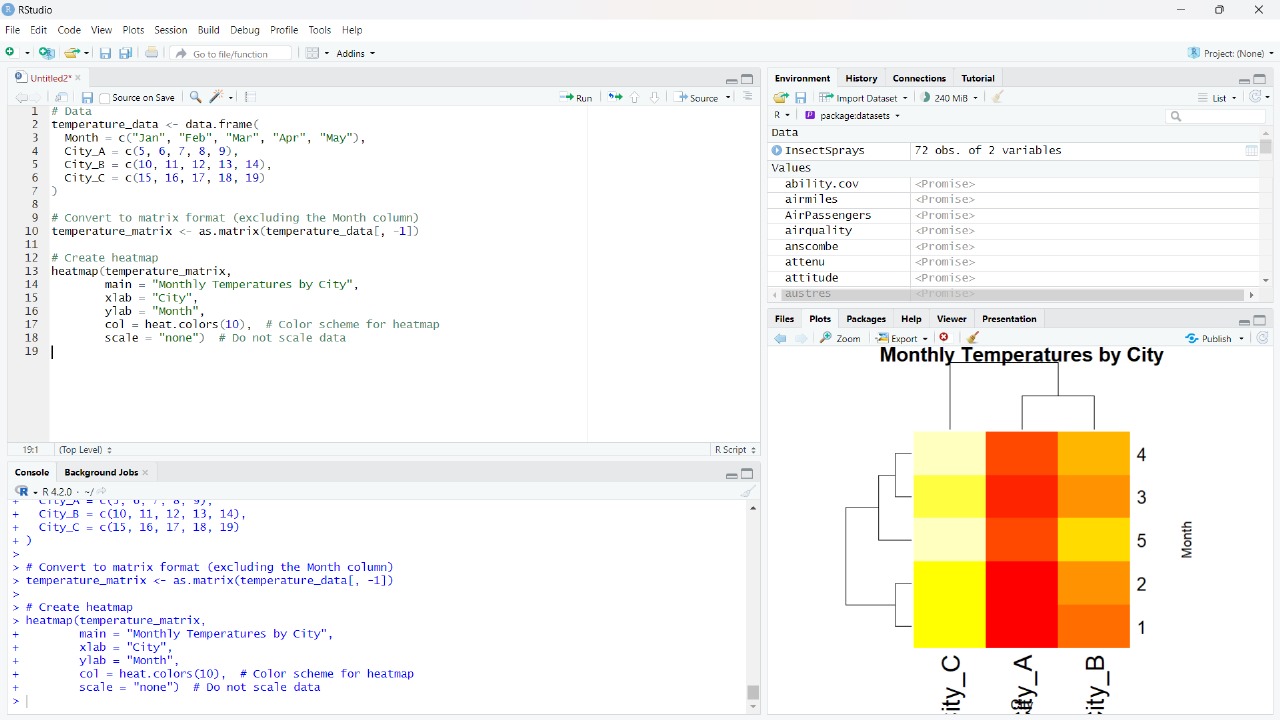 RStudio
File Edit Code View Plots Session Build Debug Profile Tools Help
Go to file/function Addins Project: (None)
Untitled2*
Source on Save Run Source
1 # Data
2 temperature_data <- data.frame(
3 Month = c("Jan", "Feb", "Mar", "Apr", "May"),
4 City_A = c(5, 6, 7, 8, 9),
5 City_B = c(10, 11, 12, 13, 14),
6 City_C = c(15, 16, 17, 18, 19)
7 )
8
9 # Convert to matrix format (excluding the Month column)
10 temperature_matrix <- as.matrix(temperature_data[, -1])
11
12 # Create heatmap
13 heatmap(temperature_matrix,
14 main = "Monthly Temperatures by City",
15 xlab = "City",
16 ylab = "Month",
17 col = heat.colors(10), # Color scheme for heatmap
18 scale = "none") # Do not scale data
19
19:1 (Top Level) R Script
Console Background Jobs
R 4.2.0 · ~/
+ City_A = c(5, 6, 7, 8, 9),
+ City_B = c(10, 11, 12, 13, 14),
+ City_C = c(15, 16, 17, 18, 19)
+ )
>
> # Convert to matrix format (excluding the Month column)
> temperature_matrix <- as.matrix(temperature_data[, -1])
>
> # Create heatmap
> heatmap(temperature_matrix,
+ main = "Monthly Temperatures by City",
+ xlab = "City",
+ ylab = "Month",
+ col = heat.colors(10), # Color scheme for heatmap
+ scale = "none") # Do not scale data
>
Environment History Connections Tutorial
Import Dataset 240 MiB List
R package:datasets
Data
InsectSprays 72 obs. of 2 variables
Values
ability.cov <Promise>
airmiles <Promise>
AirPassengers <Promise>
airquality <Promise>
anscombe <Promise>
attenu <Promise>
attitude <Promise>
austres <Promise>
Files Plots Packages Help Viewer Presentation
Zoom Export Publish
Monthly Temperatures by City
4
3
5
2
1
Month
City_C City_A City_B
City